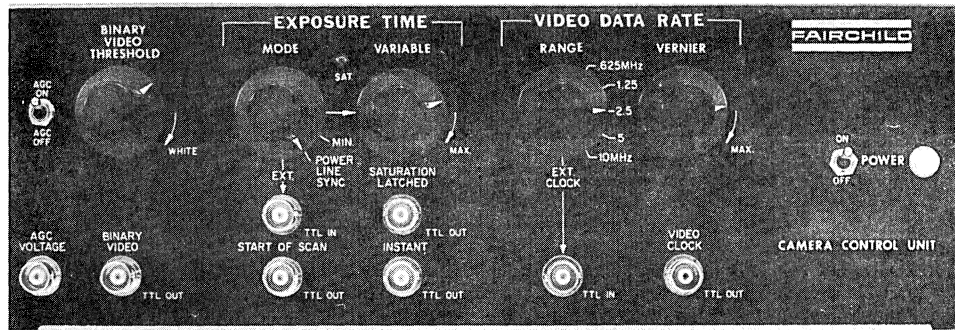 EXPOSURE TIME
VIDEO DATA RATE
FAIRCHILD
BINARY
VIDEO
THRESHOLD
MODE
VARIABLE
RANGE
VERNIER
SAT.
.625MHz
1.25
2.5
5
10MHz
AGC
ON
AGC
OFF
WHITE
MIN.
POWER
LINE
SYNC
EXT.
MAX.
SATURATION
LATCHED
EXT.
CLOCK
MAX.
ON
OFF
POWER
TTL IN
TTL OUT
AGC
VOLTAGE
BINARY
VIDEO
START OF SCAN
INSTANT
VIDEO
CLOCK
CAMERA CONTROL UNIT
TTL OUT
TTL OUT
TTL OUT
TTL IN
TTL OUT